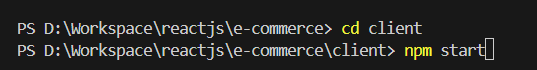 PS D:\Workspace\reactjs\e-commerce> cd client
PS D:\Workspace\reactjs\e-commerce\client> npm start